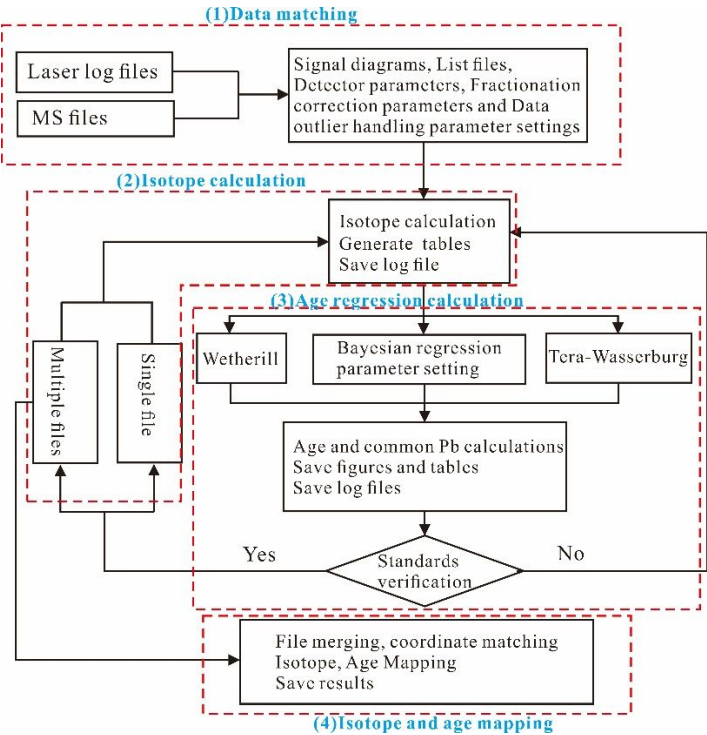 (1)Data matching
Laser log files
MS files
Signal diagrams, List files,
Detector parameters, Fractionation
correction parameters and Data
outlier handling parameter settings
(2)Isotope calculation
Isotope calculation
Generate tables
Save log file
(3)Age regression calculation
Multiple files
Single file
Wetherill
Bayesian regression
parameter setting
Tera-Wasserburg
Age and common Pb calculations
Save figures and tables
Save log files
Yes
Standards
verification
No
File merging, coordinate matching
Isotope, Age Mapping
Save results
(4)Isotope and age mapping